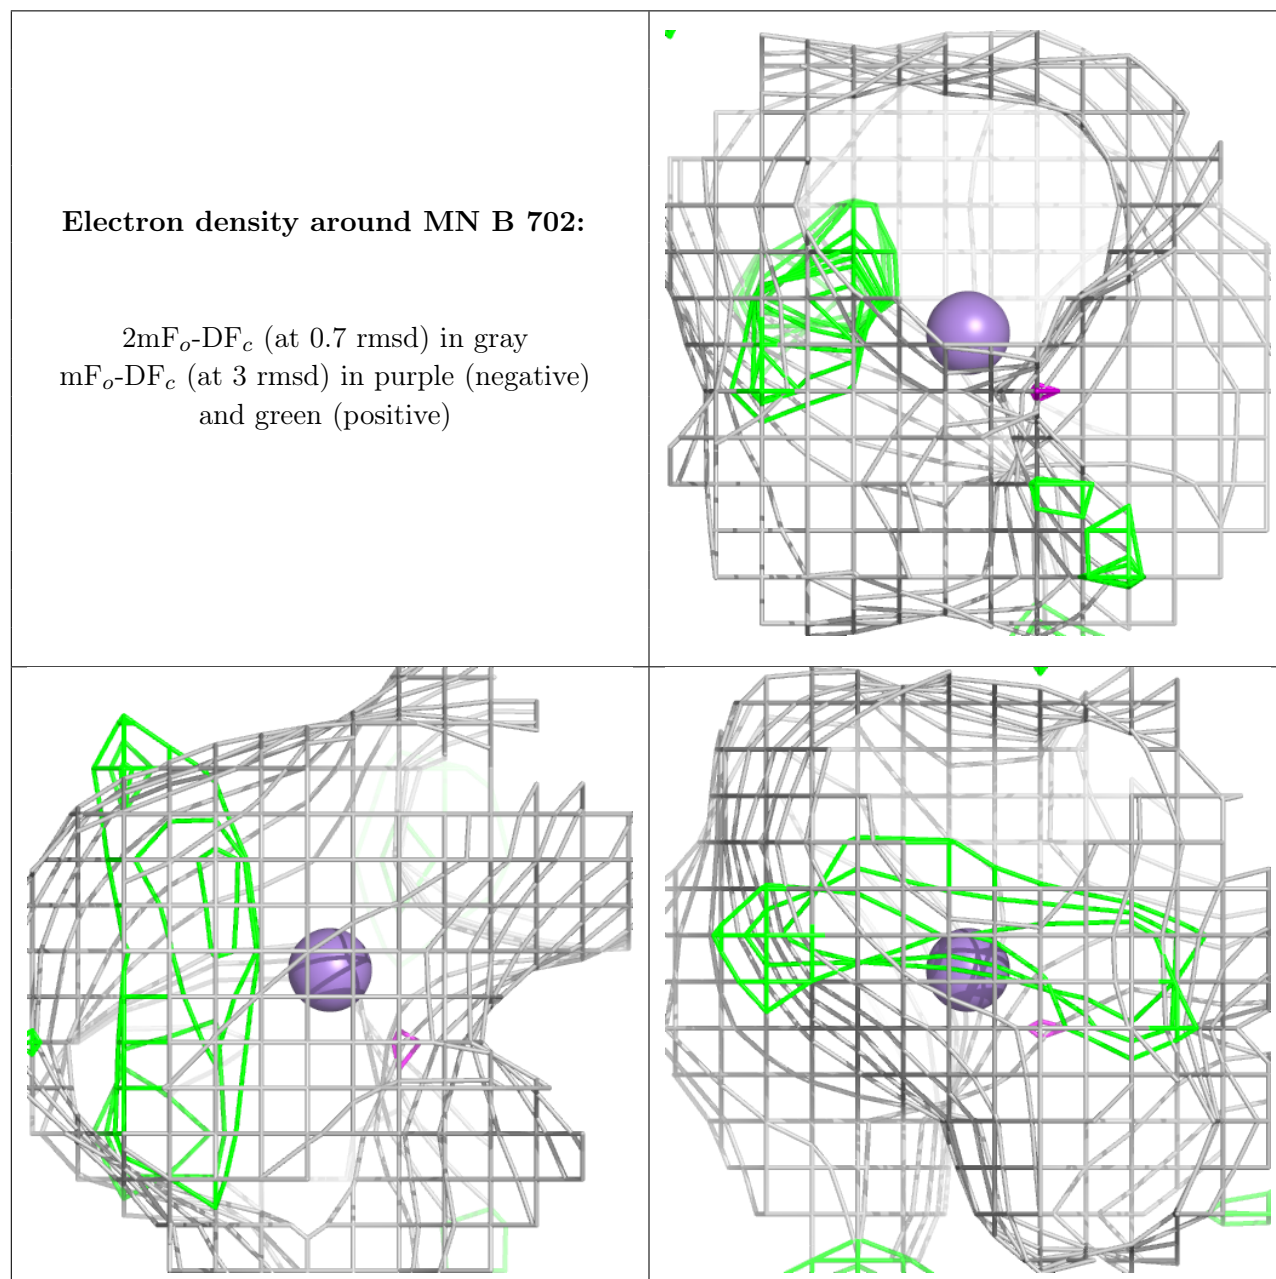 Electron density around MN B 702:
2mFo-DFc (at 0.7 rmsd) in gray
mFo-DFc (at 3 rmsd) in purple (negative)
and green (positive)